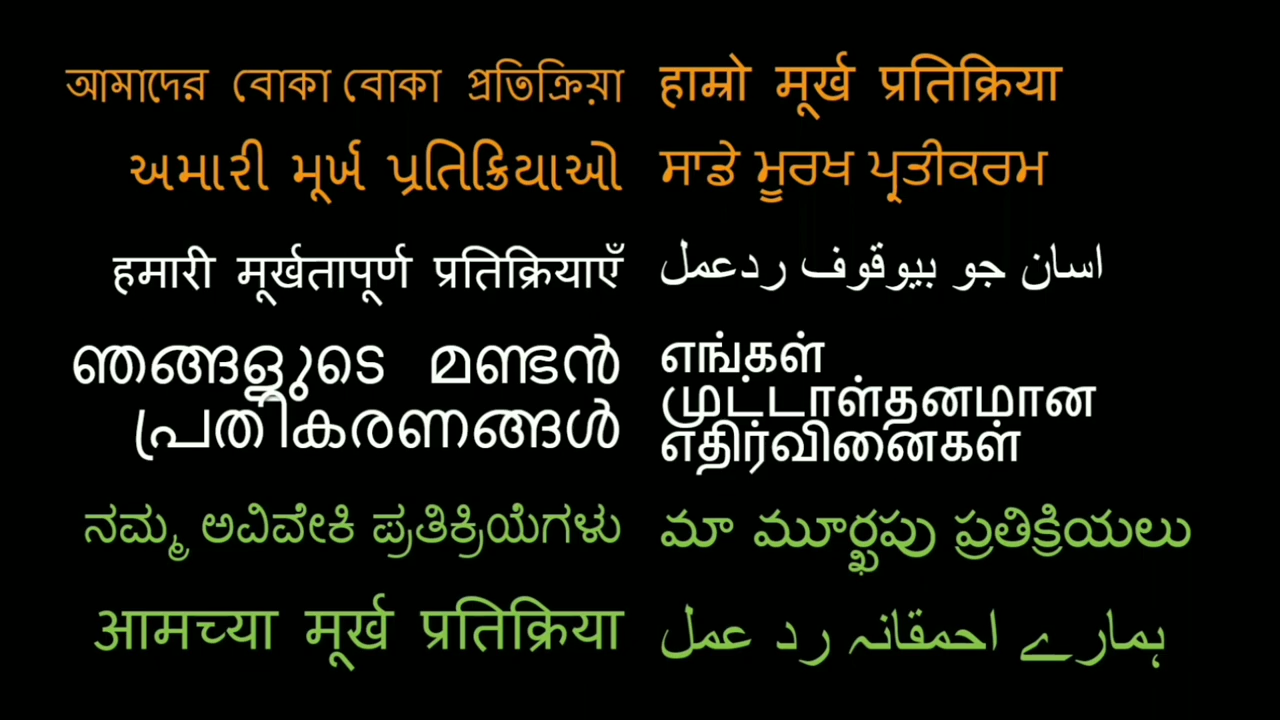 আমাদের বোকা বোকা প্রতিক্রিয়া
हाम्रो मूर्ख प्रतिक्रिया
અમારી મૂર્ખ પ્રતિક્રિયાઓ
ਸਾਡੇ ਮੂਰਖ ਪ੍ਰਤੀਕਰਮ
हमारी मूर्खतापूर्ण प्रतिक्रियाएँ
اسان جو بيوقوف ردعمل
ഞങ്ങളുടെ മണ്ടൻ
പ്രതികരണങ്ങൾ
எங்கள்
முட்டாள்தனமான
எதிர்வினைகள்
ನಮ್ಮ ಅವಿವೇಕಿ ಪ್ರತಿಕ್ರಿಯೆಗಳು
మా మూర్ఖపు ప్రతిక్రియలు
आमच्या मूर्ख प्रतिक्रिया
ہمارے احمقانہ رد عمل